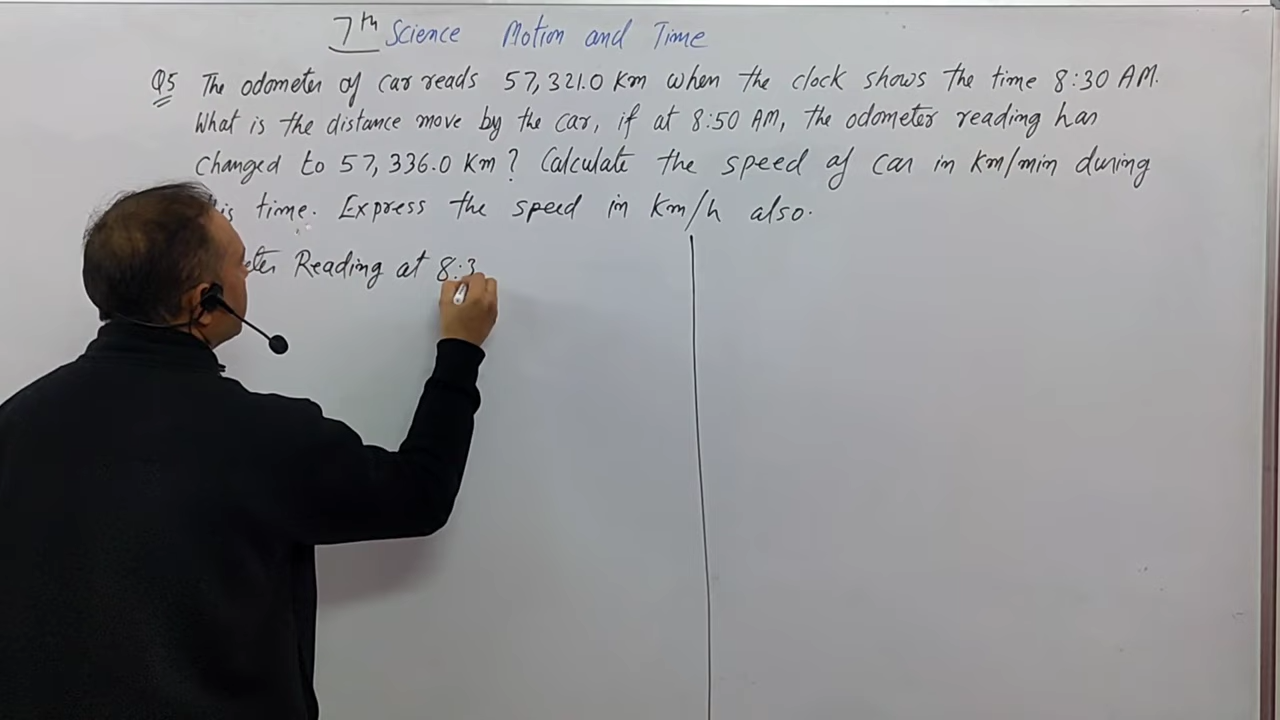 7th Science Motion and Time
Q5 The odometer of car reads 57,321.0 Km when the clock shows the time 8:30 AM.
What is the distance move by the car, if at 8:50 AM, the odometer reading has
changed to 57,336.0 Km? Calculate the speed of car in Km/min during
time. Express the speed in Km/h also.
Reading at 8:3